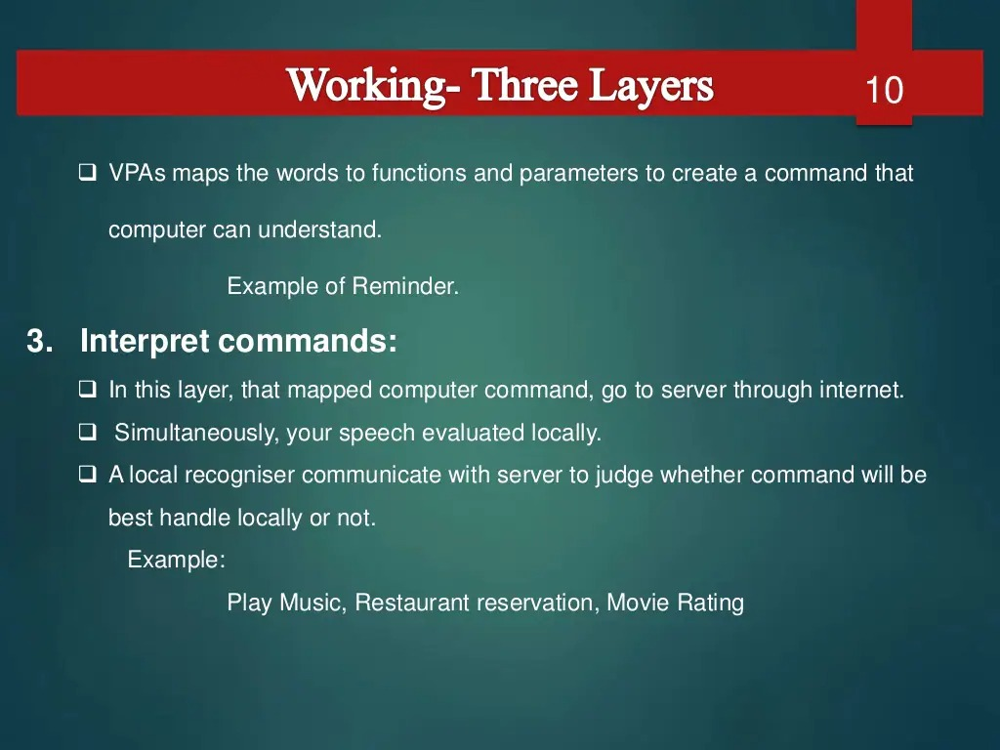 Working- Three Layers
10
❑ VPAs maps the words to functions and parameters to create a command that
computer can understand.
Example of Reminder.
3. Interpret commands:
❑ In this layer, that mapped computer command, go to server through internet.
❑ Simultaneously, your speech evaluated locally.
❑ A local recogniser communicate with server to judge whether command will be
best handle locally or not.
Example:
Play Music, Restaurant reservation, Movie Rating